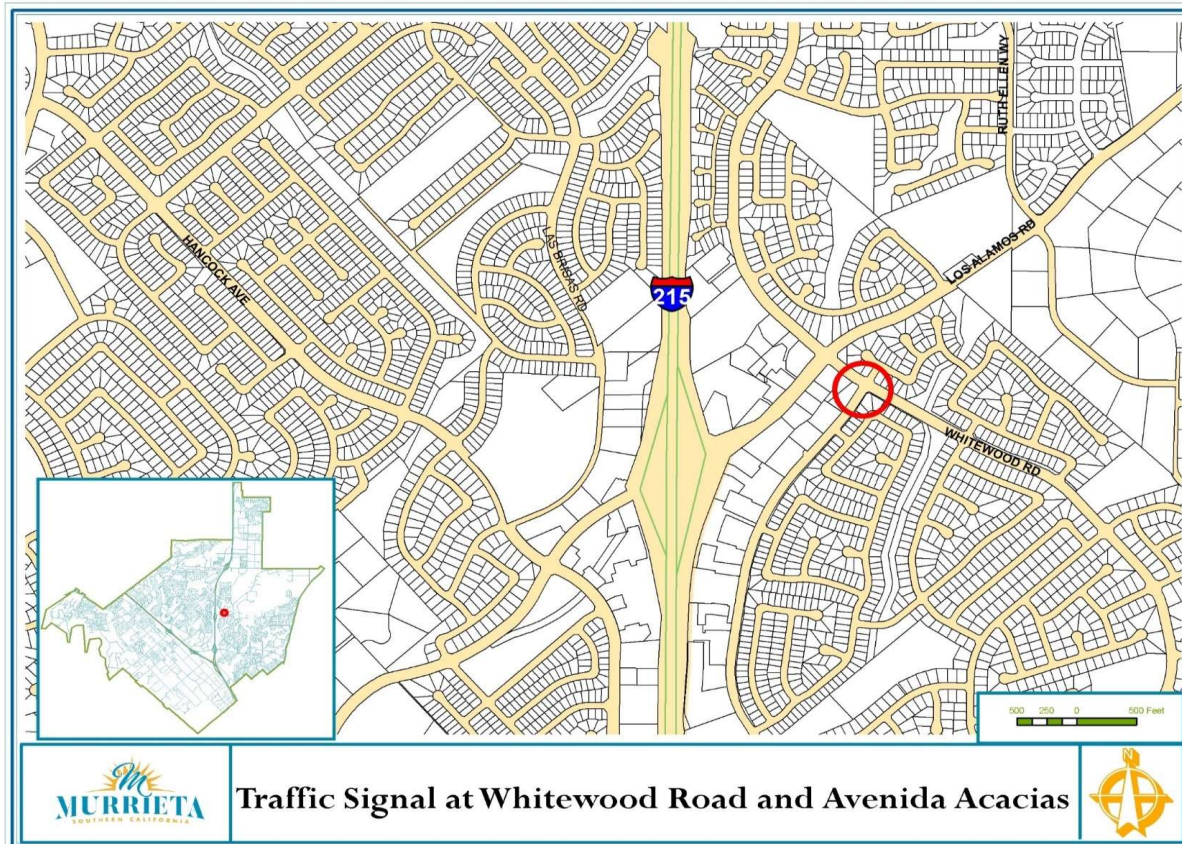 RUTH ELLEN WY
HANCOCK AVE
LAS BRISAS RD
LOS ALAMOS RD
215
WHITEWOOD RD
500 250 0 500 Feet
M
MURRIETA
SOUTHERN CALIFORNIA
Traffic Signal at Whitewood Road and Avenida Acacias
N